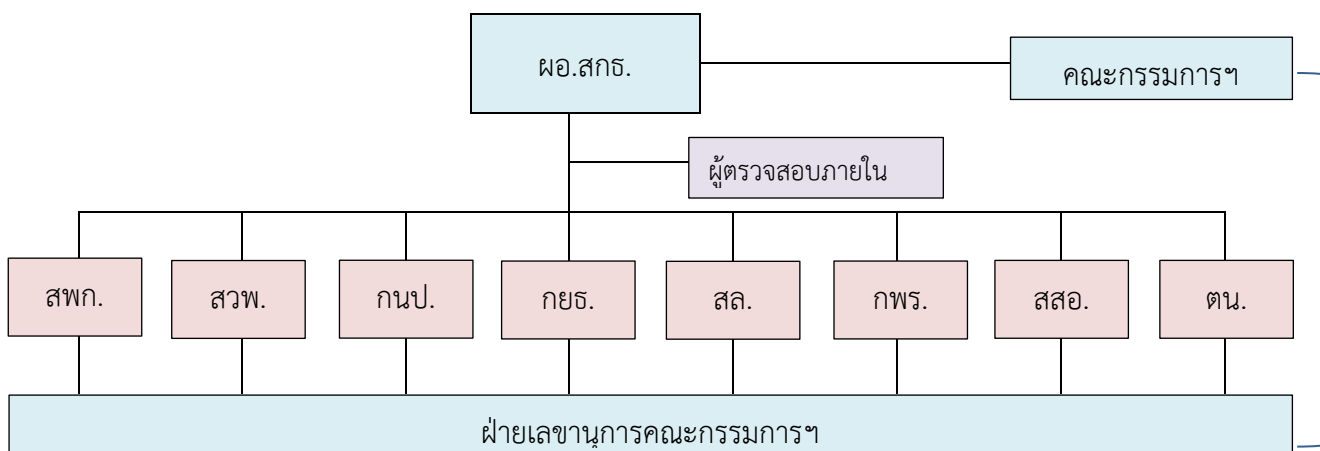 ผอ.สกธ.
คณะกรรมการฯ
ผู้ตรวจสอบภายใน
สพก.
สวพ.
กนป.
กยธ.
สล.
กพร.
สสอ.
ตน.
ฝ่ายเลขานุการคณะกรรมการฯ